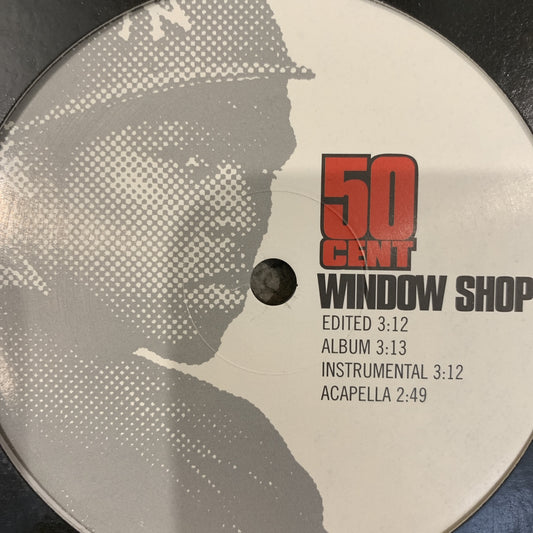 50
CENT
WINDOW SHOP
EDITED 3:12
ALBUM 3:13
INSTRUMENTAL 3:12
ACAPELLA 2:49